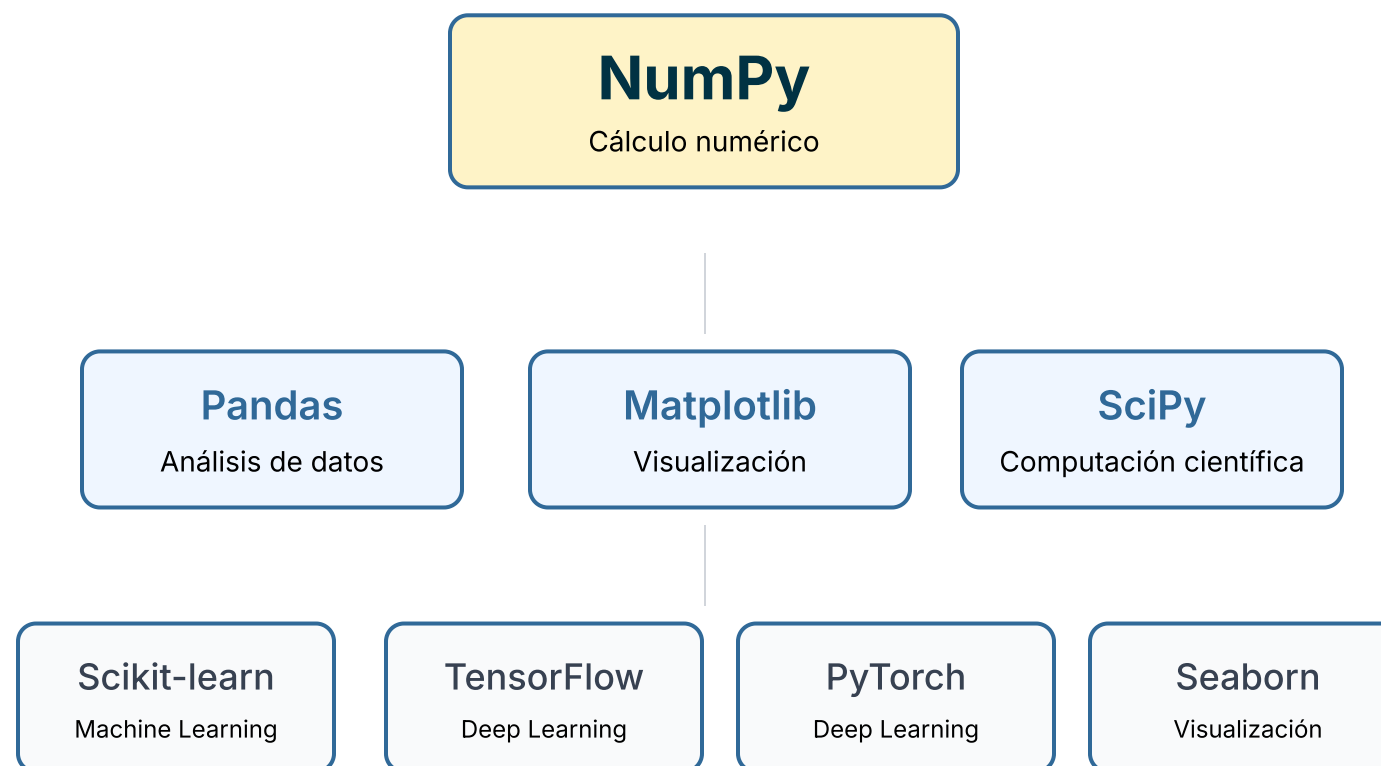 NumPy
Cálculo numérico
Pandas
Análisis de datos
Matplotlib
Visualización
SciPy
Computación científica
Scikit-learn
Machine Learning
TensorFlow
Deep Learning
PyTorch
Deep Learning
Seaborn
Visualización